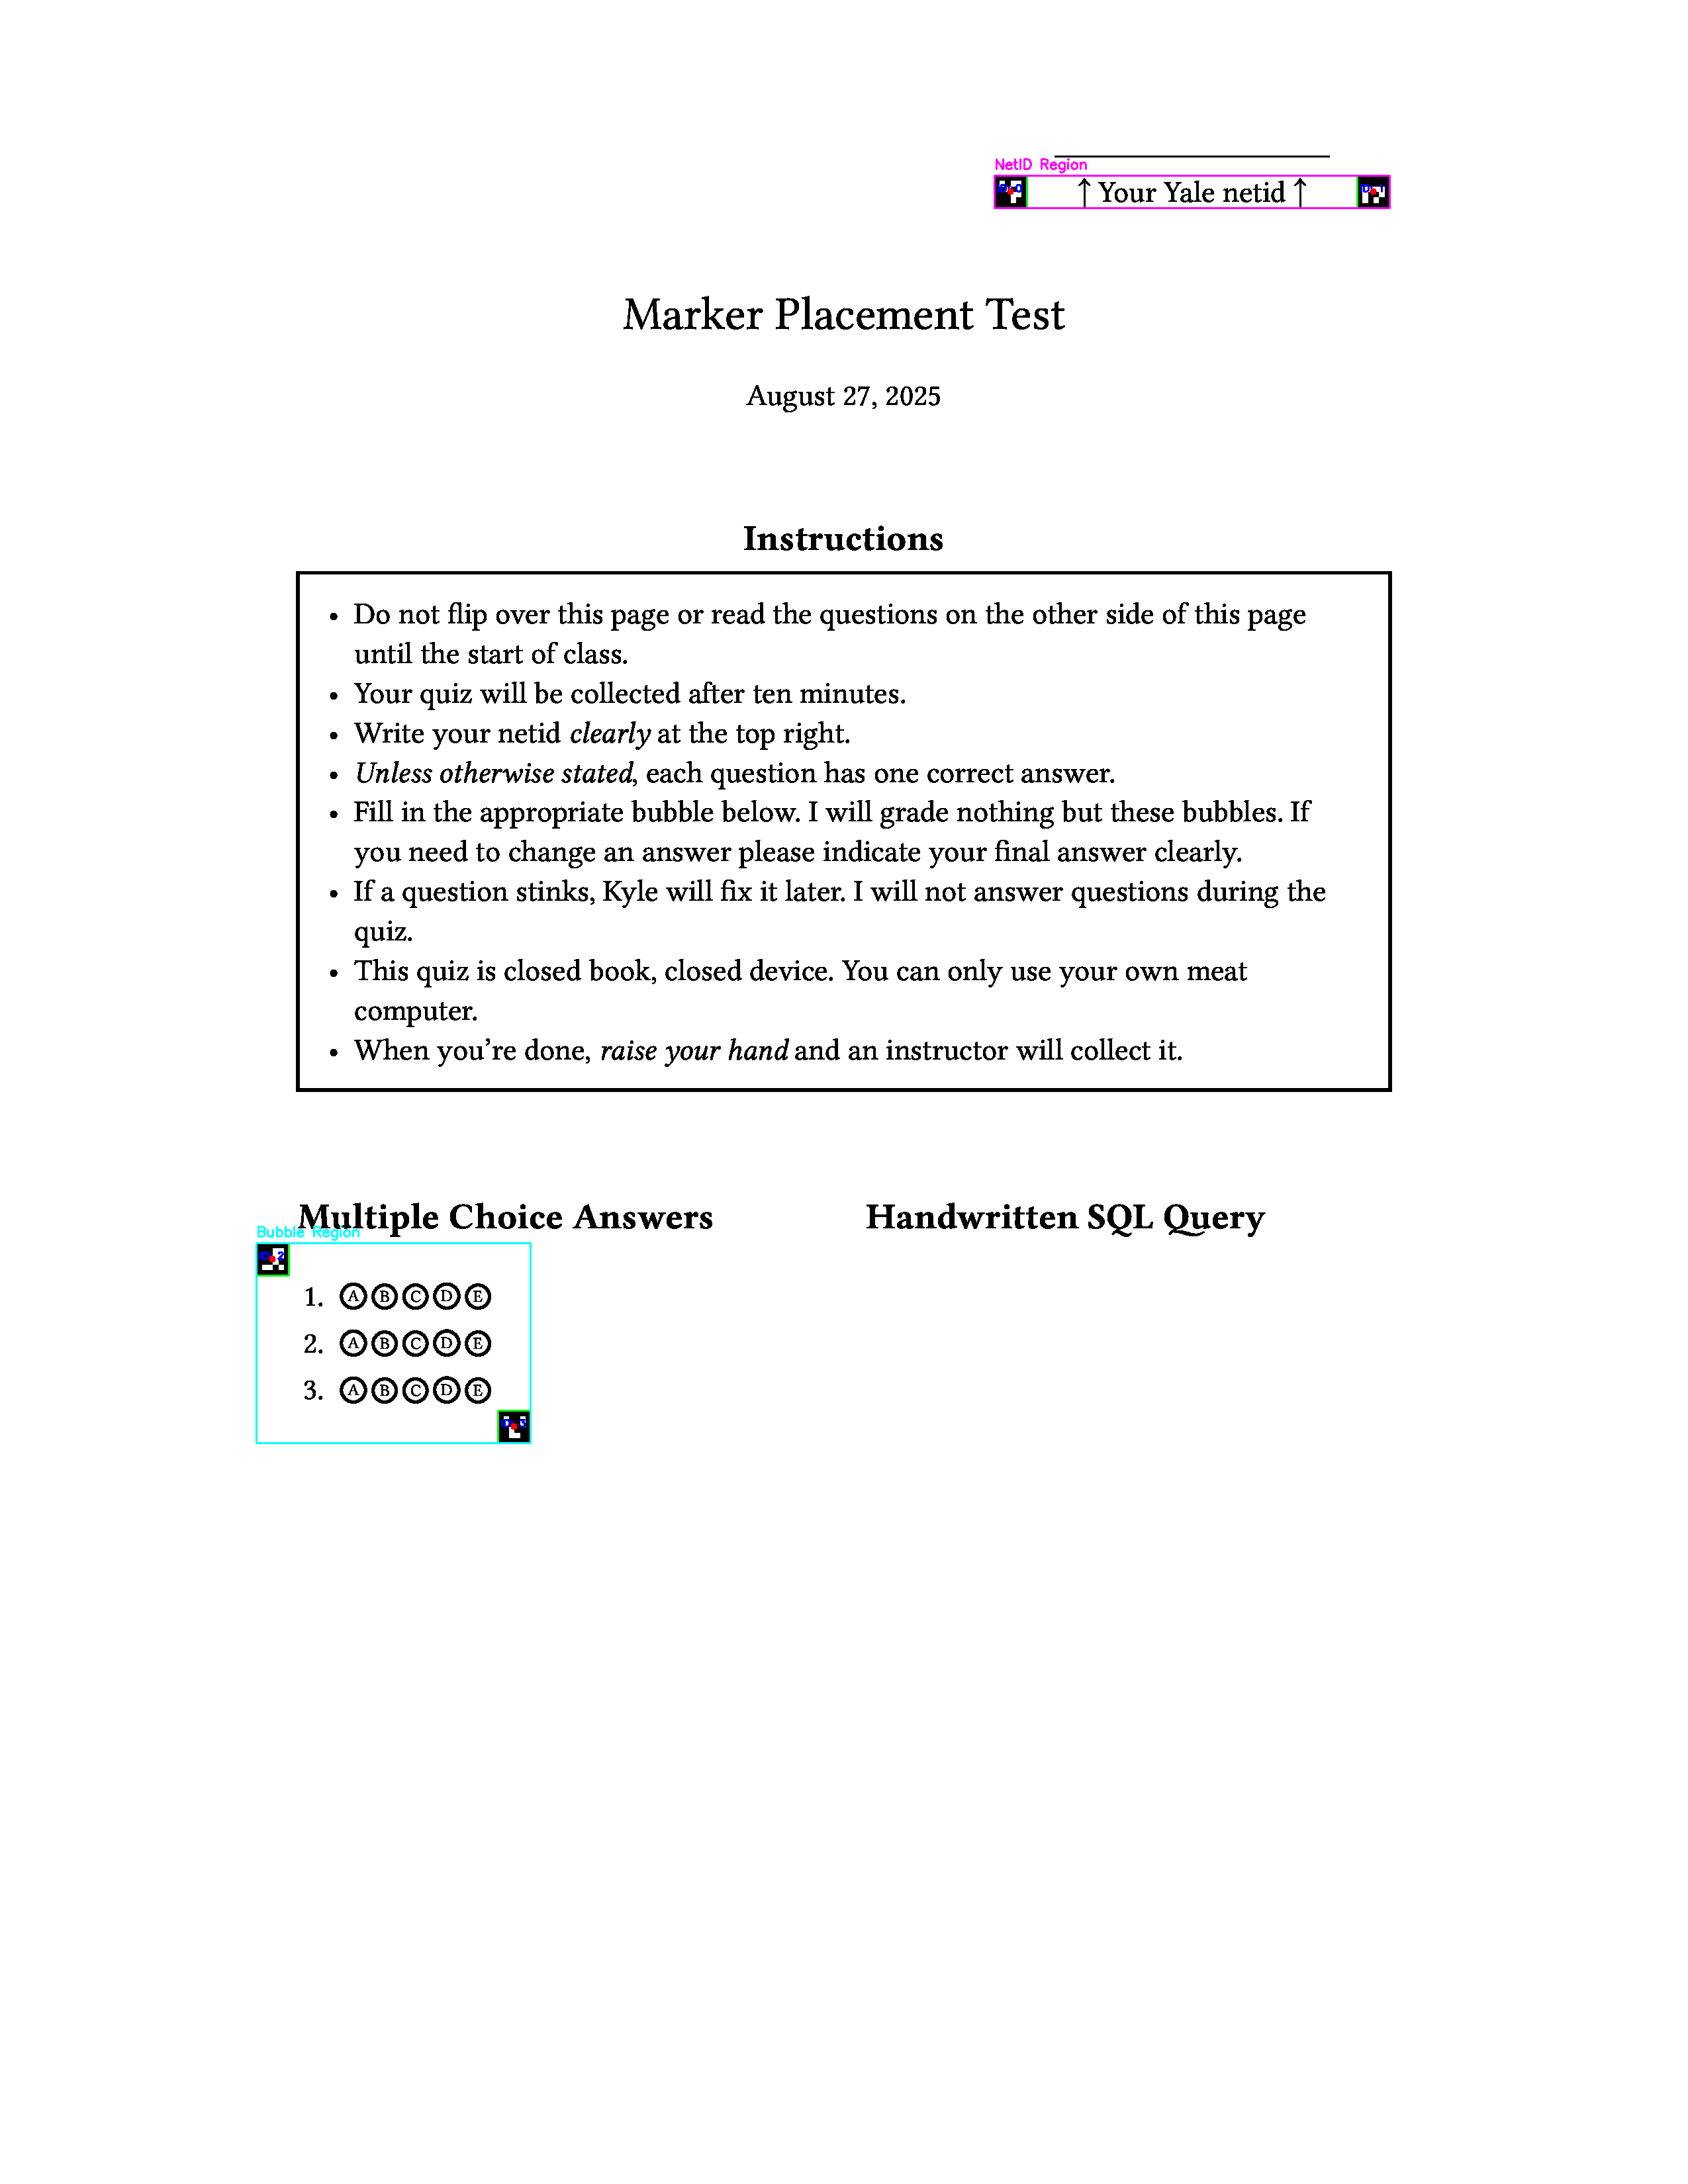 NetID Region
↑ Your Yale netid ↑
Marker Placement Test
August 27, 2025
Instructions
• Do not flip over this page or read the questions on the other side of this page
until the start of class.
• Your quiz will be collected after ten minutes.
• Write your netid clearly at the top right.
• Unless otherwise stated, each question has one correct answer.
• Fill in the appropriate bubble below. I will grade nothing but these bubbles. If
you need to change an answer please indicate your final answer clearly.
• If a question stinks, Kyle will fix it later. I will not answer questions during the
quiz.
• This quiz is closed book, closed device. You can only use your own meat
computer.
• When you're done, raise your hand and an instructor will collect it.
Multiple Choice Answers
Handwritten SQL Query
Bubble Region
1. A B C D E
2. A B C D E
3. A B C D E